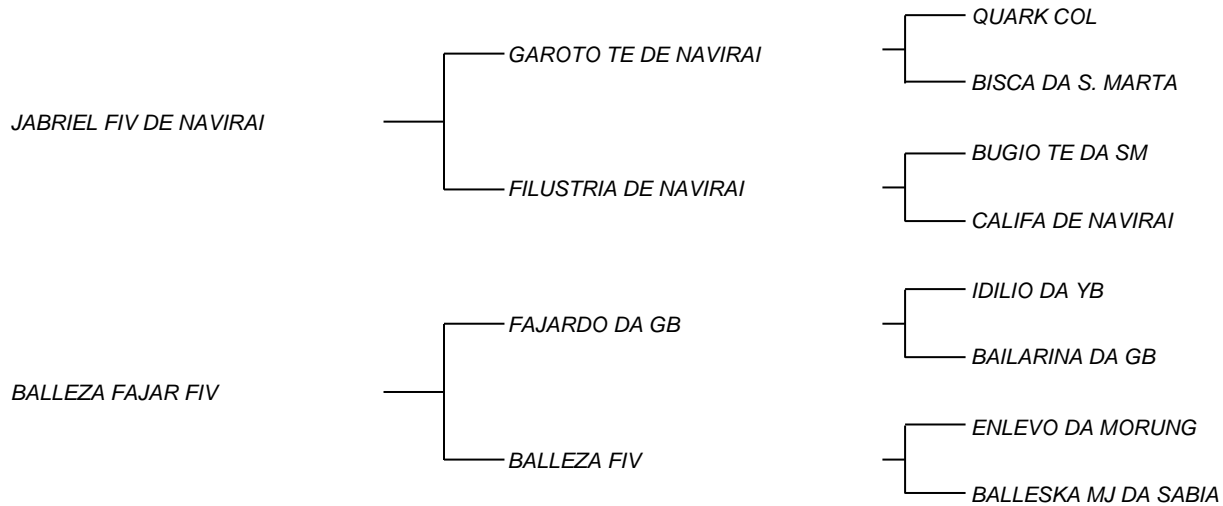 QUARK COL
GAROTO TE DE NAVIRAI
BISCA DA S. MARTA
JABRIEL FIV DE NAVIRAI
BUGIO TE DA SM
FILUSTRIA DE NAVIRAI
CALIFA DE NAVIRAI
IDILIO DA YB
FAJARDO DA GB
BAILARINA DA GB
BALLEZA FAJAR FIV
ENLEVO DA MORUNG
BALLEZA FIV
BALLESKA MJ DA SABIA